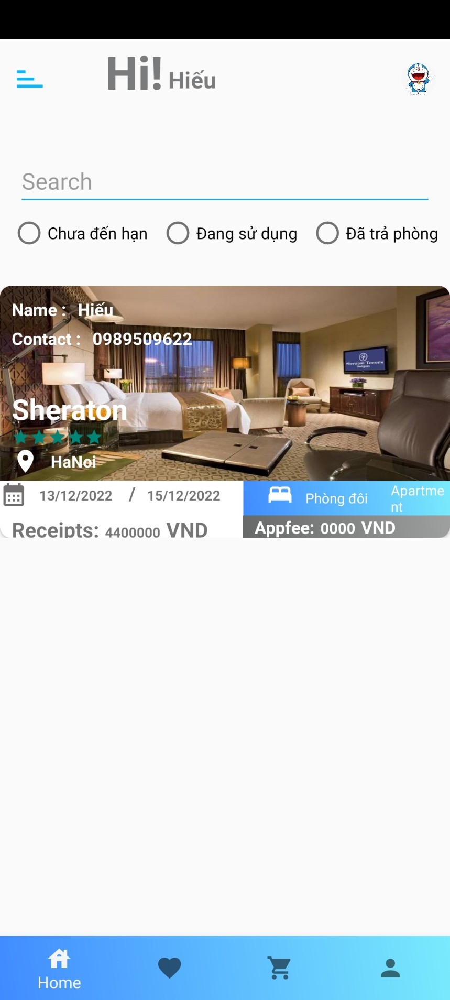 Hi! Hiếu
Search
Chưa đến hạn Đang sử dụng Đã trả phòng
Name : Hiếu
Contact : 0989509622
Sheraton Towers
Saigon
Sheraton
HaNoi
13/12/2022 / 15/12/2022
Phòng đôi
Apartme
nt
Receipts: 4400000 VND
Appfee: 0000 VND
Home